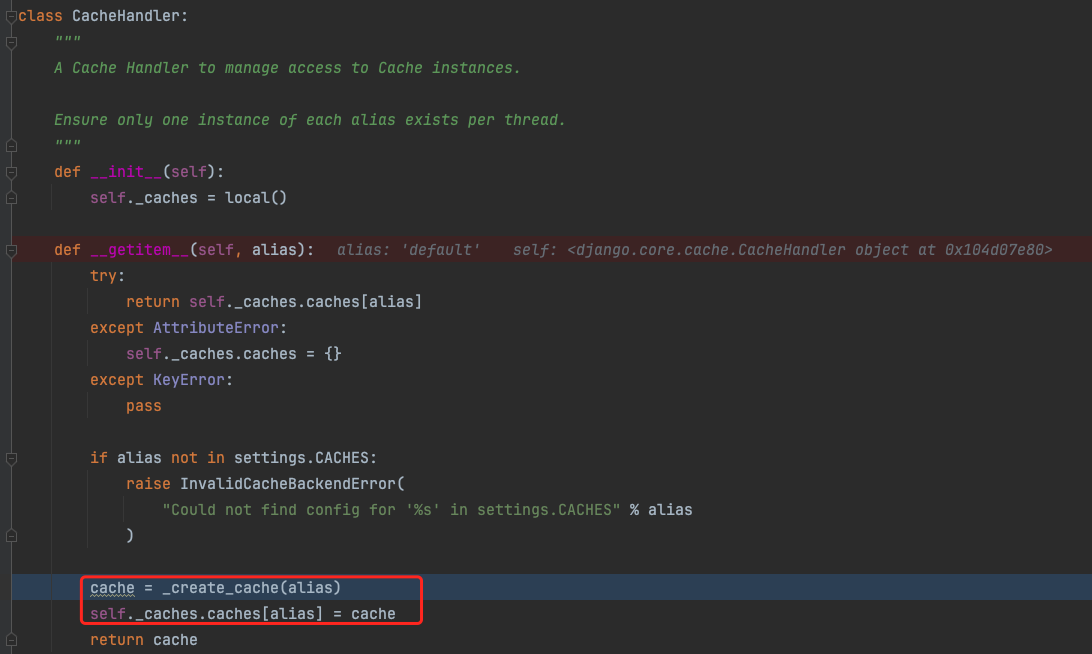 class CacheHandler:
    """
    A Cache Handler to manage access to Cache instances.

    Ensure only one instance of each alias exists per thread.
    """
    def __init__(self):
        self._caches = local()

    def __getitem__(self, alias):   alias: 'default'    self: <django.core.cache.CacheHandler object at 0x104d07e80>
        try:
            return self._caches.caches[alias]
        except AttributeError:
            self._caches.caches = {}
        except KeyError:
            pass

        if alias not in settings.CACHES:
            raise InvalidCacheBackendError(
                "Could not find config for '%s' in settings.CACHES" % alias
            )

        cache = _create_cache(alias)
        self._caches.caches[alias] = cache
        return cache